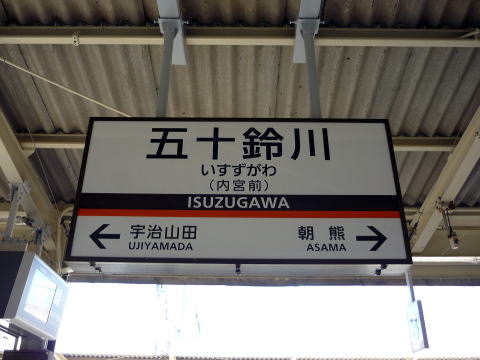 五十鈴川
いすずがわ
(内宮前)
ISUZUGAWA
← 宇治山田 朝熊 →
UJIYAMADA ASAMA